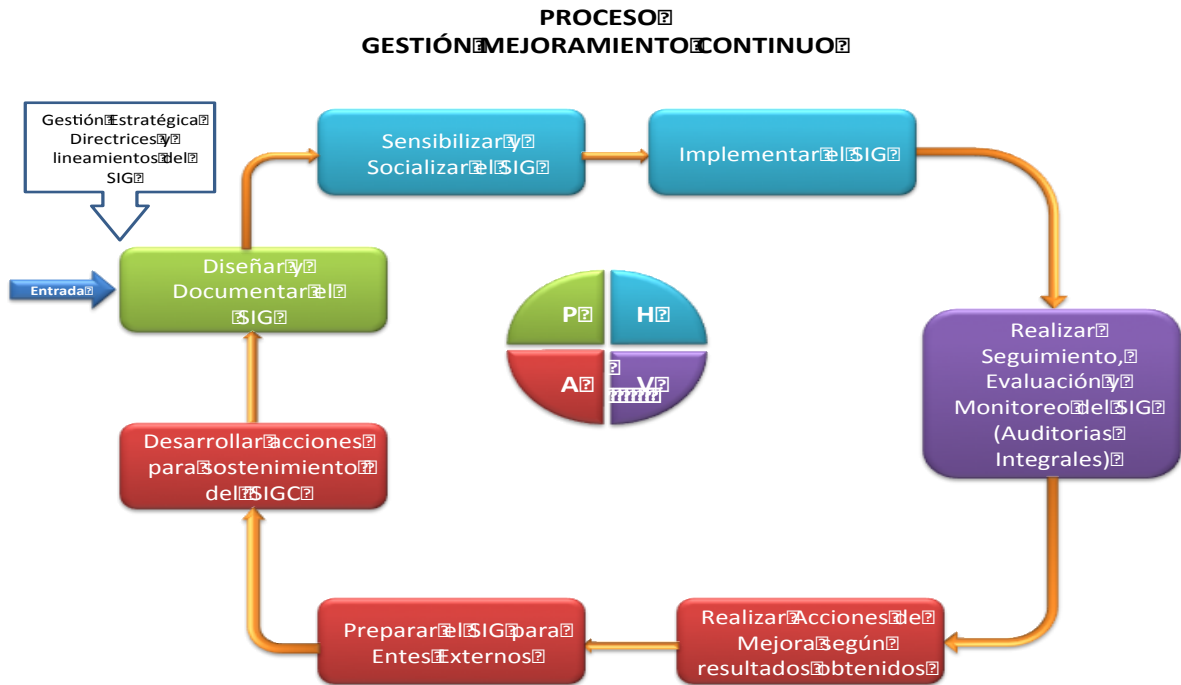 PROCESO
GESTIÓN MEJORAMIENTO CONTINUO
Gestión Estratégica
Directrices y
lineamientos del
SIG
Entrada
Diseñar y
Documentar el
SIG
Sensibilizar y
Socializar el SIG
Implementar el SIG
P
H
A
V
Realizar
Seguimiento,
Evaluación y
Monitoreo del SIG
(Auditorias
Integrales)
Desarrollar acciones
para sostenimiento
del SIGC
Preparar el SIG para
Entes Externos
Realizar Acciones de
Mejora según
resultados obtenidos